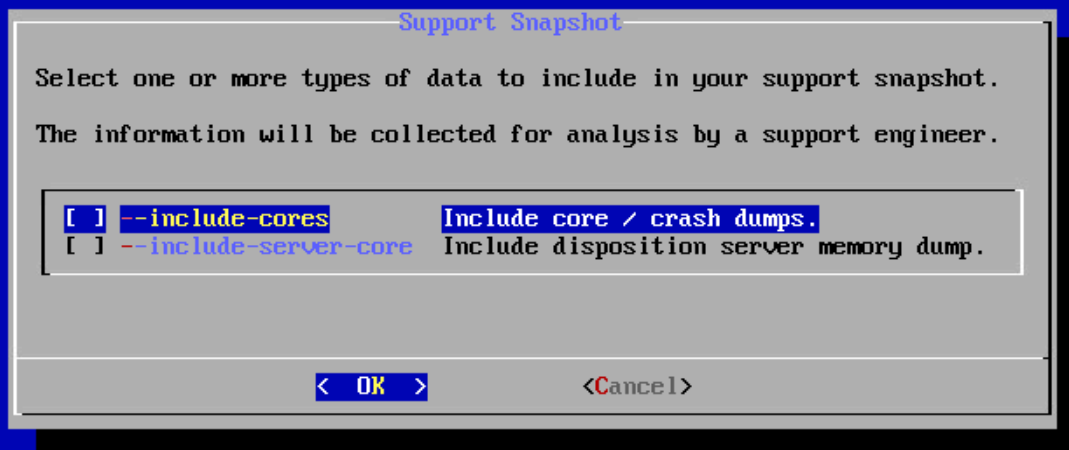 Support Snapshot
Select one or more types of data to include in your support snapshot.
The information will be collected for analysis by a support engineer.
[ ] --include-cores Include core / crash dumps.
[ ] --include-server-core Include disposition server memory dump.
< OK > <Cancel>